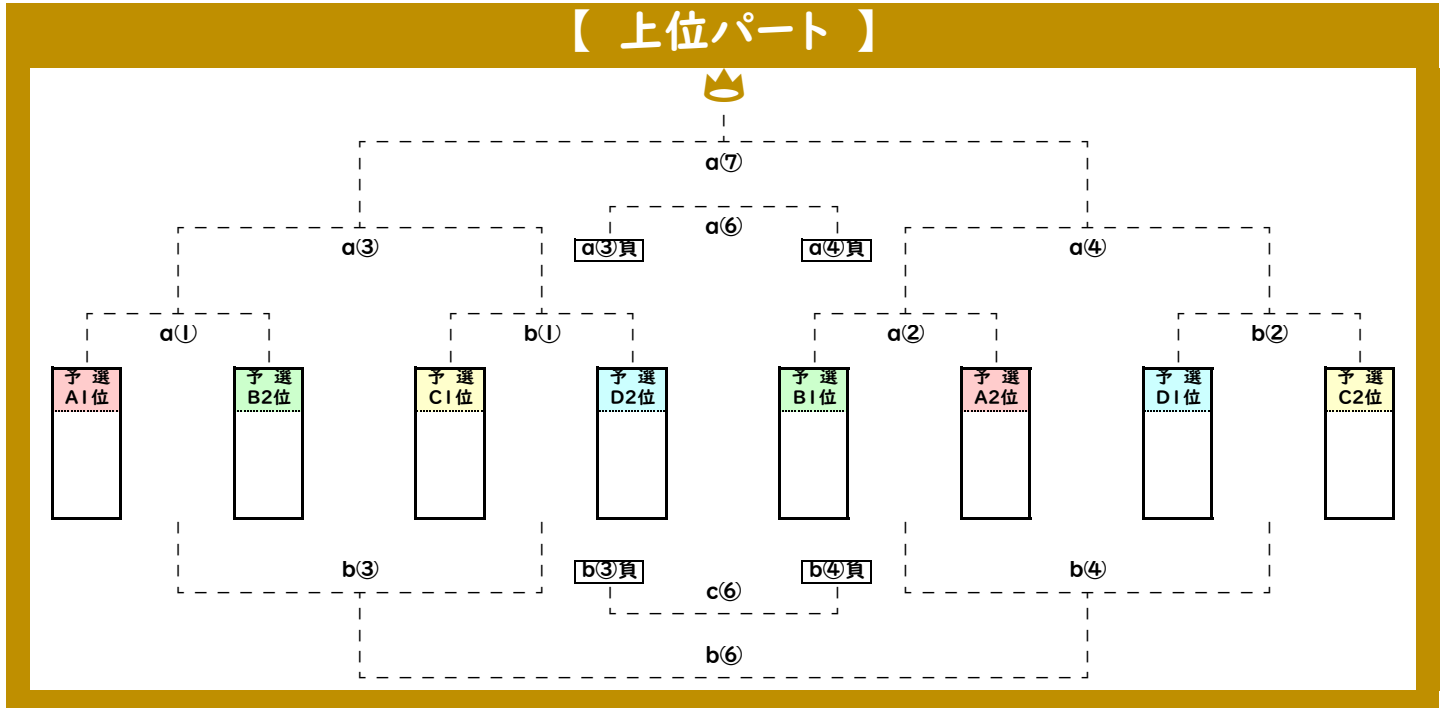 【 上位パート 】
a⑦
a⑥
a③
a③負
a④負
a④
a①
b①
a②
b②
予 選
A1位
予 選
B2位
予 選
C1位
予 選
D2位
予 選
B1位
予 選
A2位
予 選
D1位
予 選
C2位
b③
b③負
b④負
b④
c⑥
b⑥